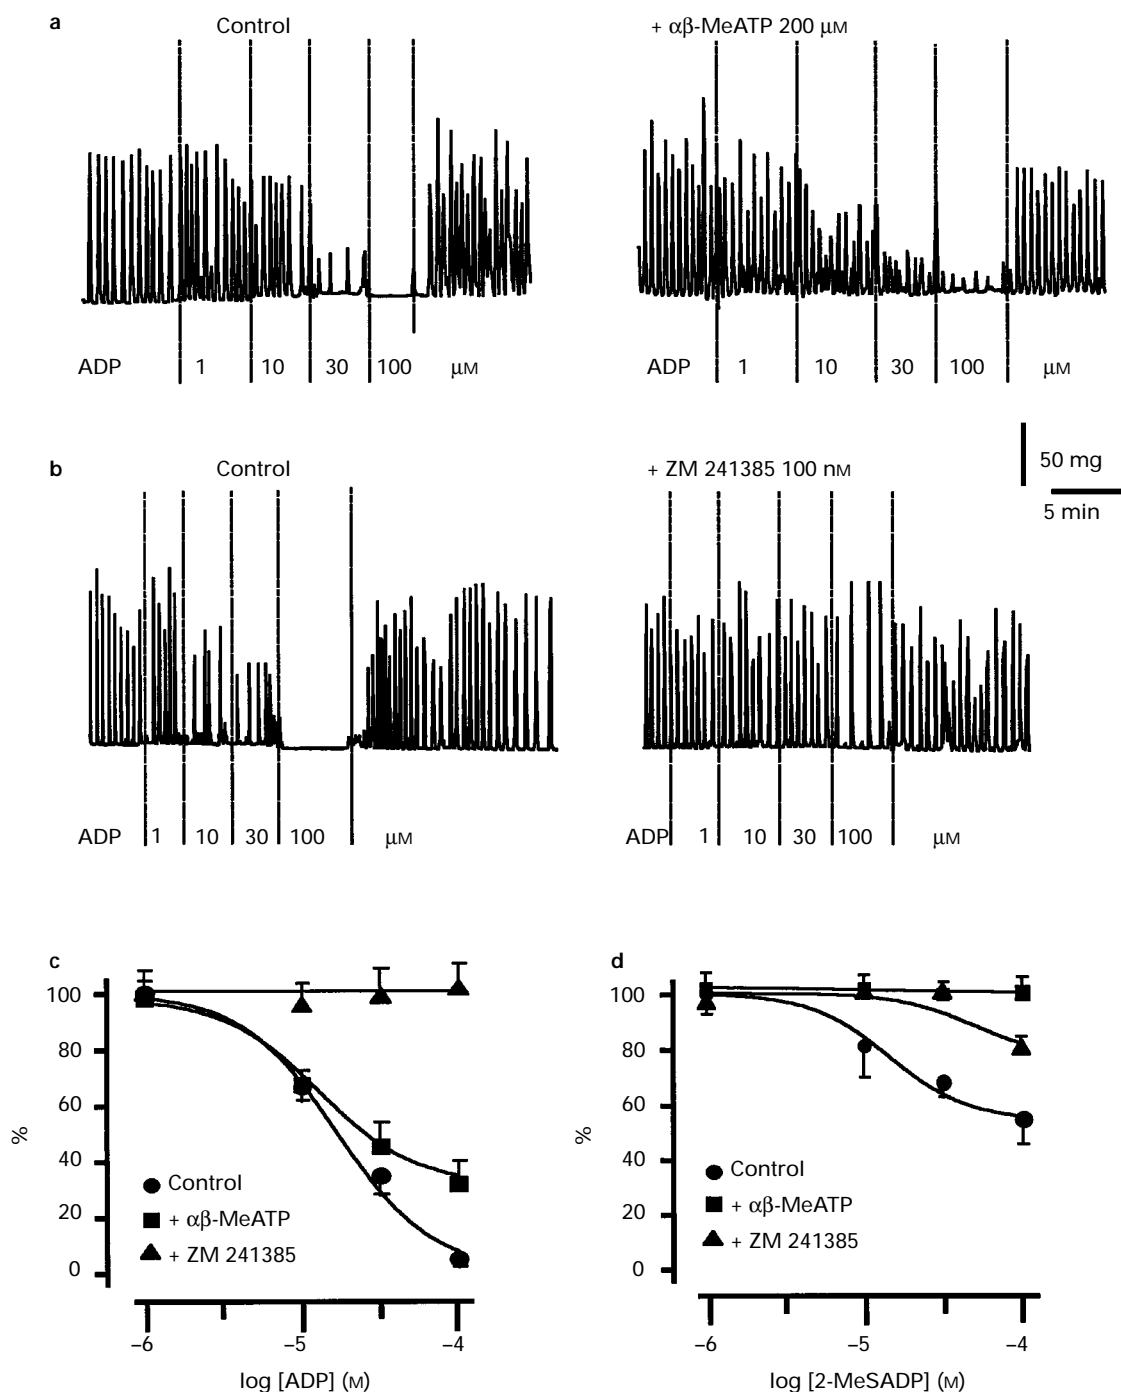 a
Control
+ αβ-MeATP 200 μM
ADP 1 10 30 100 μM
ADP 1 10 30 100 μM
50 mg
5 min
b
Control
+ ZM 241385 100 nM
ADP 1 10 30 100 μM
ADP 1 10 30 100 μM
c
100
80
60
40
20
0
%
Control
+ αβ-MeATP
+ ZM 241385
–6 –5 –4
log [ADP] (M)
d
100
80
60
40
20
0
%
Control
+ αβ-MeATP
+ ZM 241385
–6 –5 –4
log [2-MeSADP] (M)